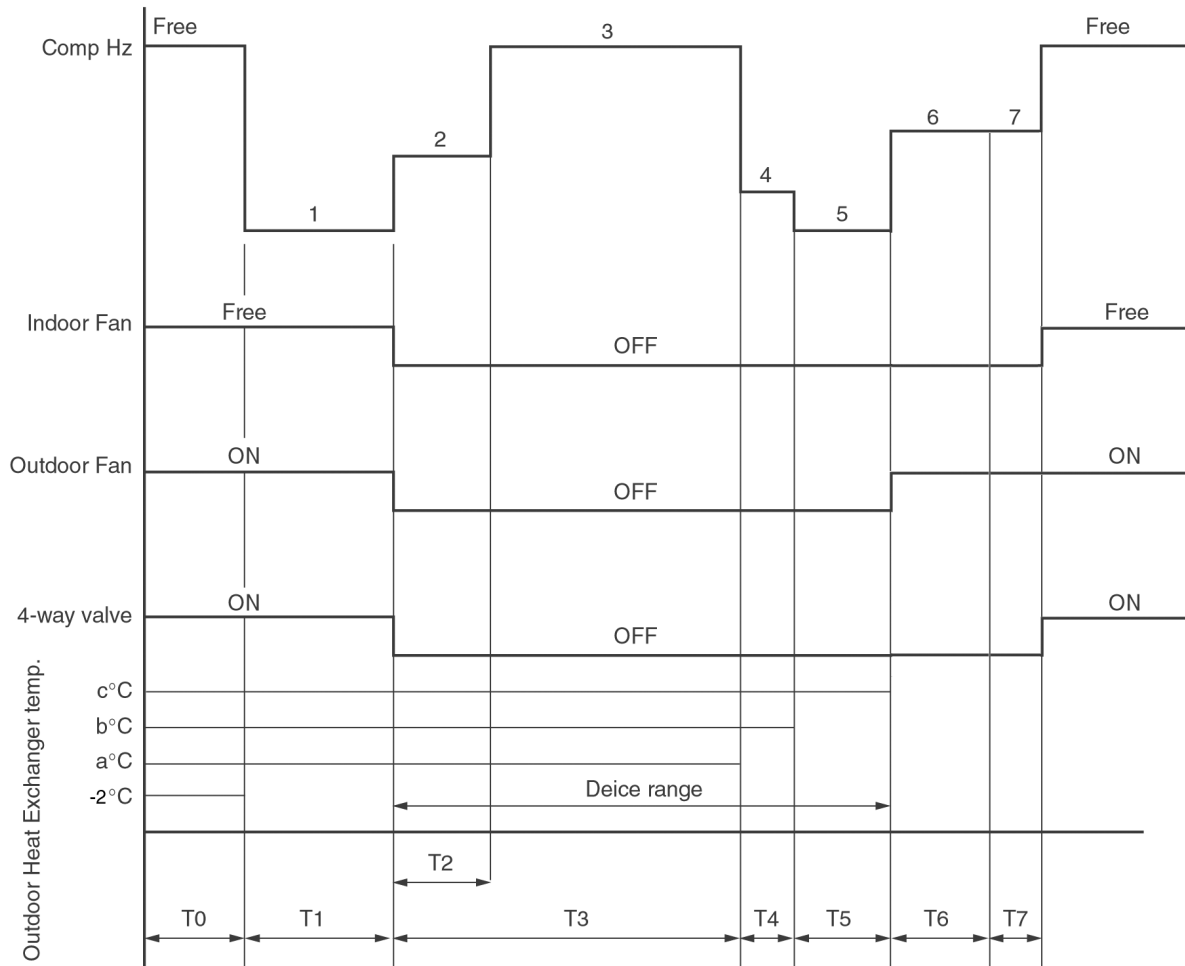 Free
3
Free
Comp Hz
2
6
7
4
1
5
Indoor Fan
Free
OFF
Free
Outdoor Fan
ON
OFF
ON
4-way valve
ON
OFF
ON
Outdoor Heat Exchanger temp.
c°C
b°C
a°C
-2°C
Deice range
T2
T0
T1
T3
T4
T5
T6
T7